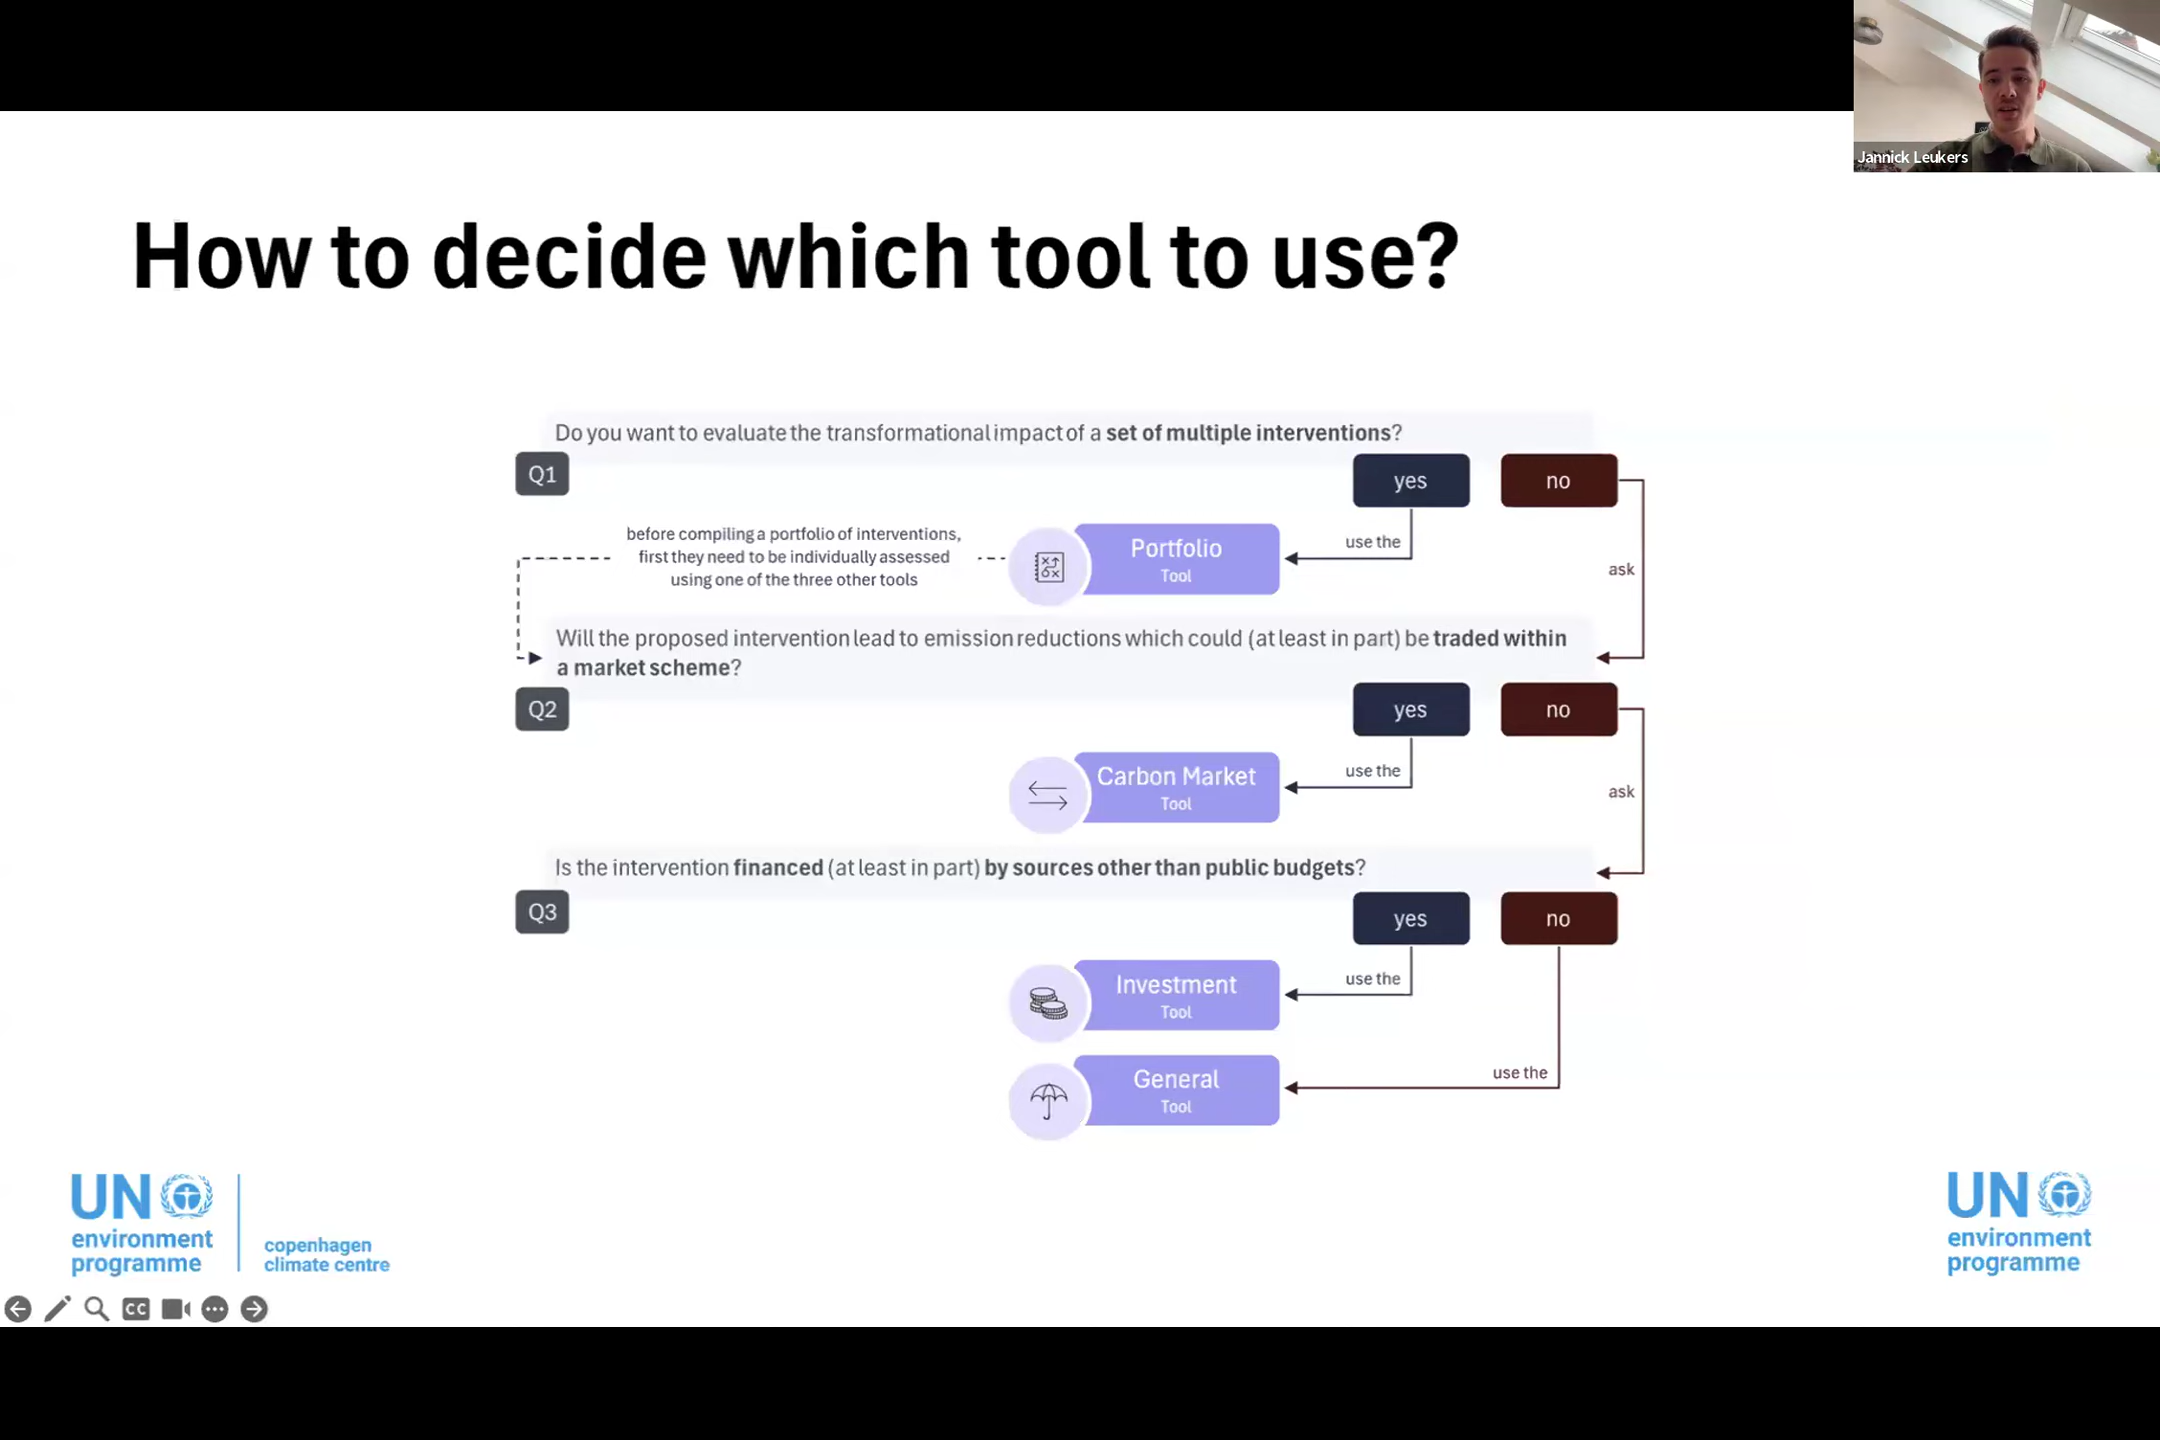 Jannick Leukers
How to decide which tool to use?
Do you want to evaluate the transformational impact of a set of multiple interventions?
Q1
yes
no
before compiling a portfolio of interventions,
first they need to be individually assessed
using one of the three other tools
Portfolio
Tool
use the
ask
Will the proposed intervention lead to emission reductions which could (at least in part) be traded within
a market scheme?
Q2
yes
no
Carbon Market
Tool
use the
ask
Is the intervention financed (at least in part) by sources other than public budgets?
Q3
yes
no
Investment
Tool
use the
General
Tool
use the
UN
environment
programme
copenhagen
climate centre
UN
environment
programme
CC